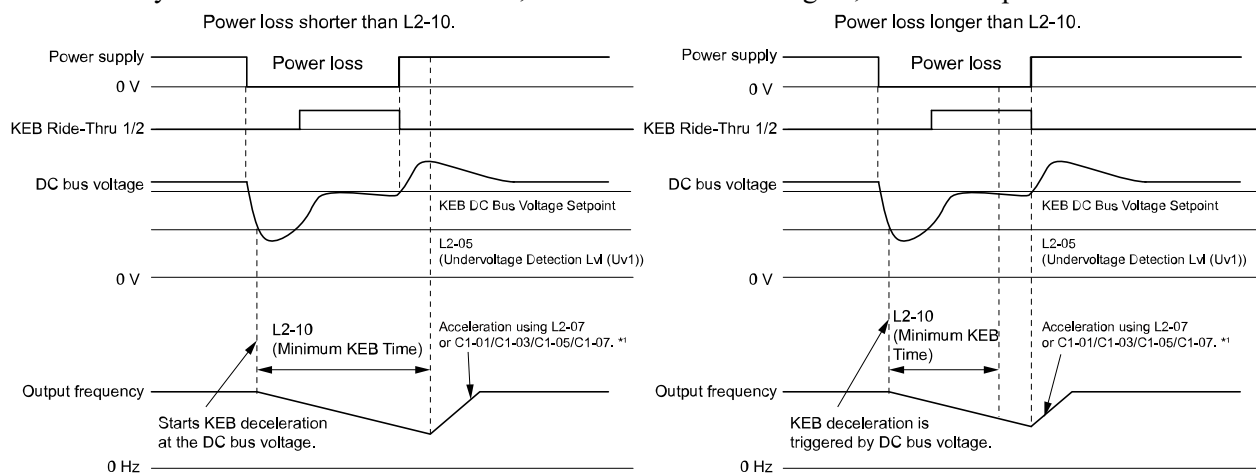 Power loss shorter than L2-10.
Power supply
Power loss
0 V
KEB Ride-Thru 1/2
DC bus voltage
KEB DC Bus Voltage Setpoint
L2-05
(Undervoltage Detection Lvl (Uv1))
0 V
L2-10
(Minimum KEB Time)
Acceleration using L2-07
or C1-01/C1-03/C1-05/C1-07. *1
Output frequency
Starts KEB deceleration
at the DC bus voltage.
0 Hz
Power loss longer than L2-10.
Power supply
Power loss
0 V
KEB Ride-Thru 1/2
DC bus voltage
KEB DC Bus Voltage Setpoint
L2-05
(Undervoltage Detection Lvl (Uv1))
0 V
L2-10
(Minimum KEB
Time)
Acceleration using L2-07
or C1-01/C1-03/C1-05/C1-07. *1
Output frequency
KEB deceleration is
triggered by DC bus voltage.
0 Hz